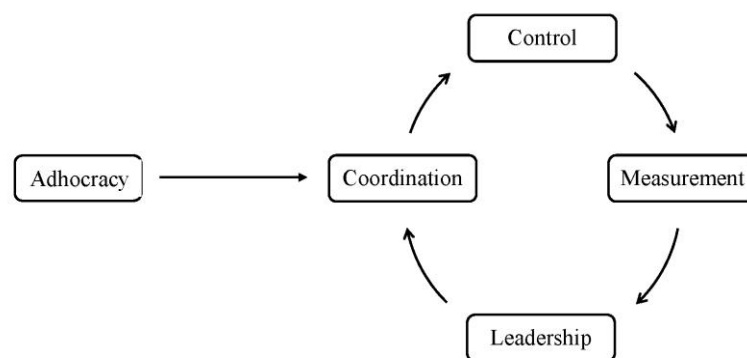 Control
Adhocracy
Coordination
Measurement
Leadership